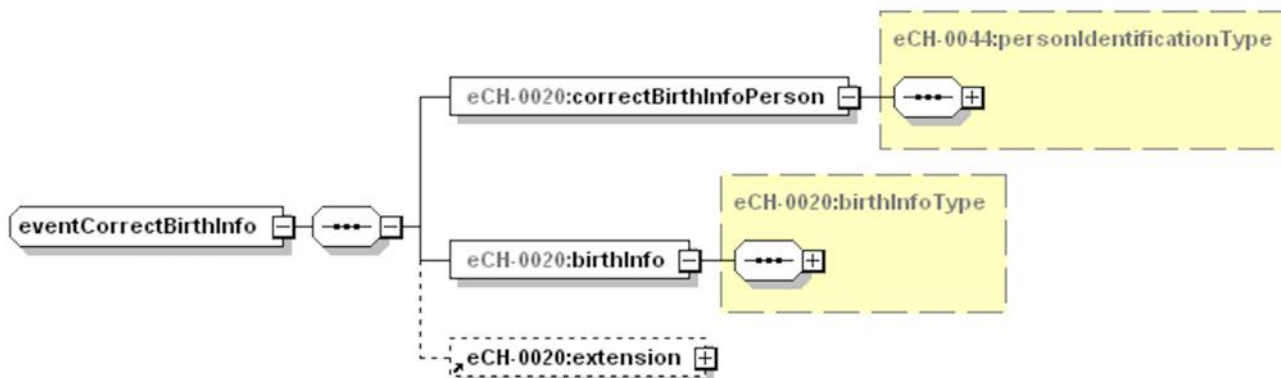 eCH-0044:personIdentificationType
eCH-0020:correctBirthInfoPerson
eCH-0020:birthInfoType
eventCorrectBirthInfo
eCH-0020:birthInfo
eCH-0020:extension